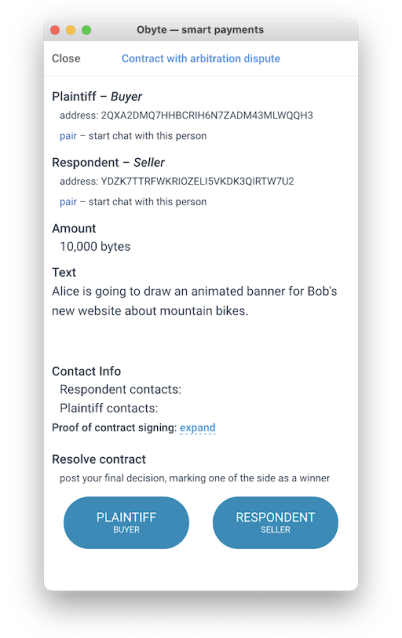 Obyte — smart payments
Close Contract with arbitration dispute
Plaintiff – Buyer
address: 2QXA2DMQ7HHBCRIH6N7ZADM43MLWQQH3
pair – start chat with this person
Respondent – Seller
address: YDZK7TTRFWKRIOZELI5VKDK3QIRTW7U2
pair – start chat with this person
Amount
10,000 bytes
Text
Alice is going to draw an animated banner for Bob's
new website about mountain bikes.
Contact Info
Respondent contacts:
Plaintiff contacts:
Proof of contract signing: expand
Resolve contract
post your final decision, marking one of the side as a winner
PLAINTIFF RESPONDENT
BUYER SELLER